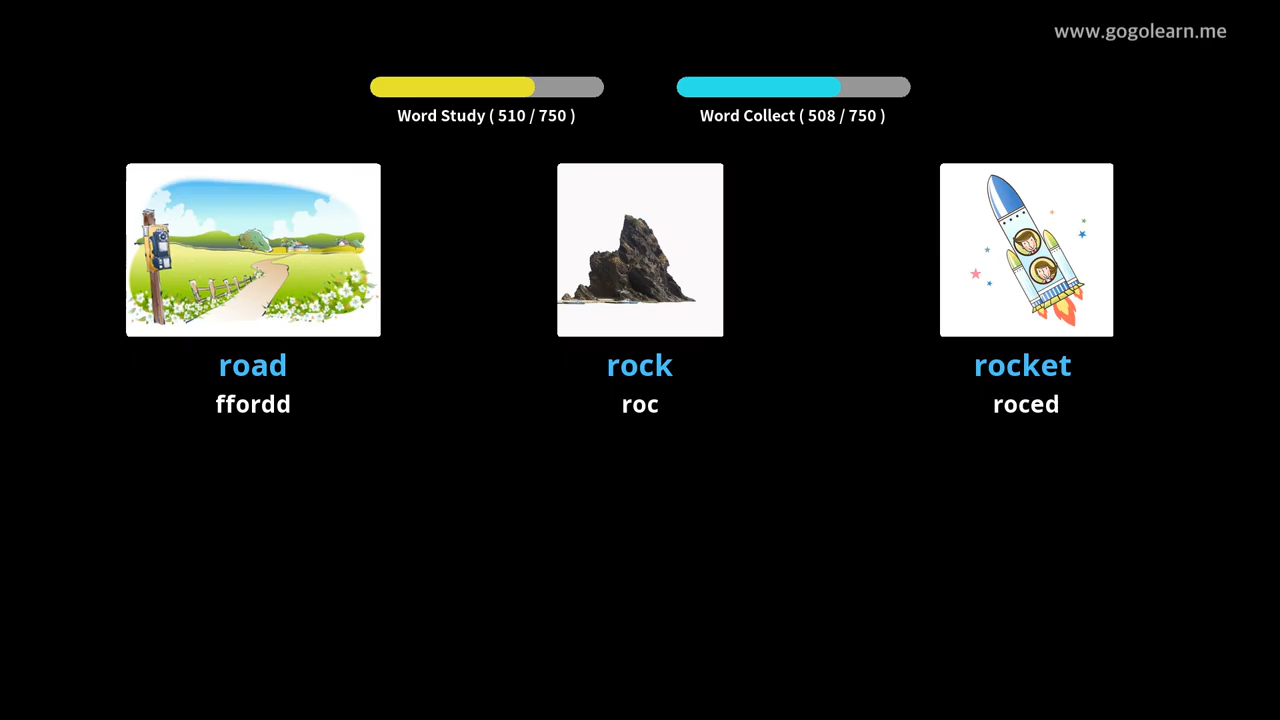 www.gogolearn.me
Word Study ( 510 / 750 )
Word Collect ( 508 / 750 )
road
rock
rocket
ffordd
roc
roced